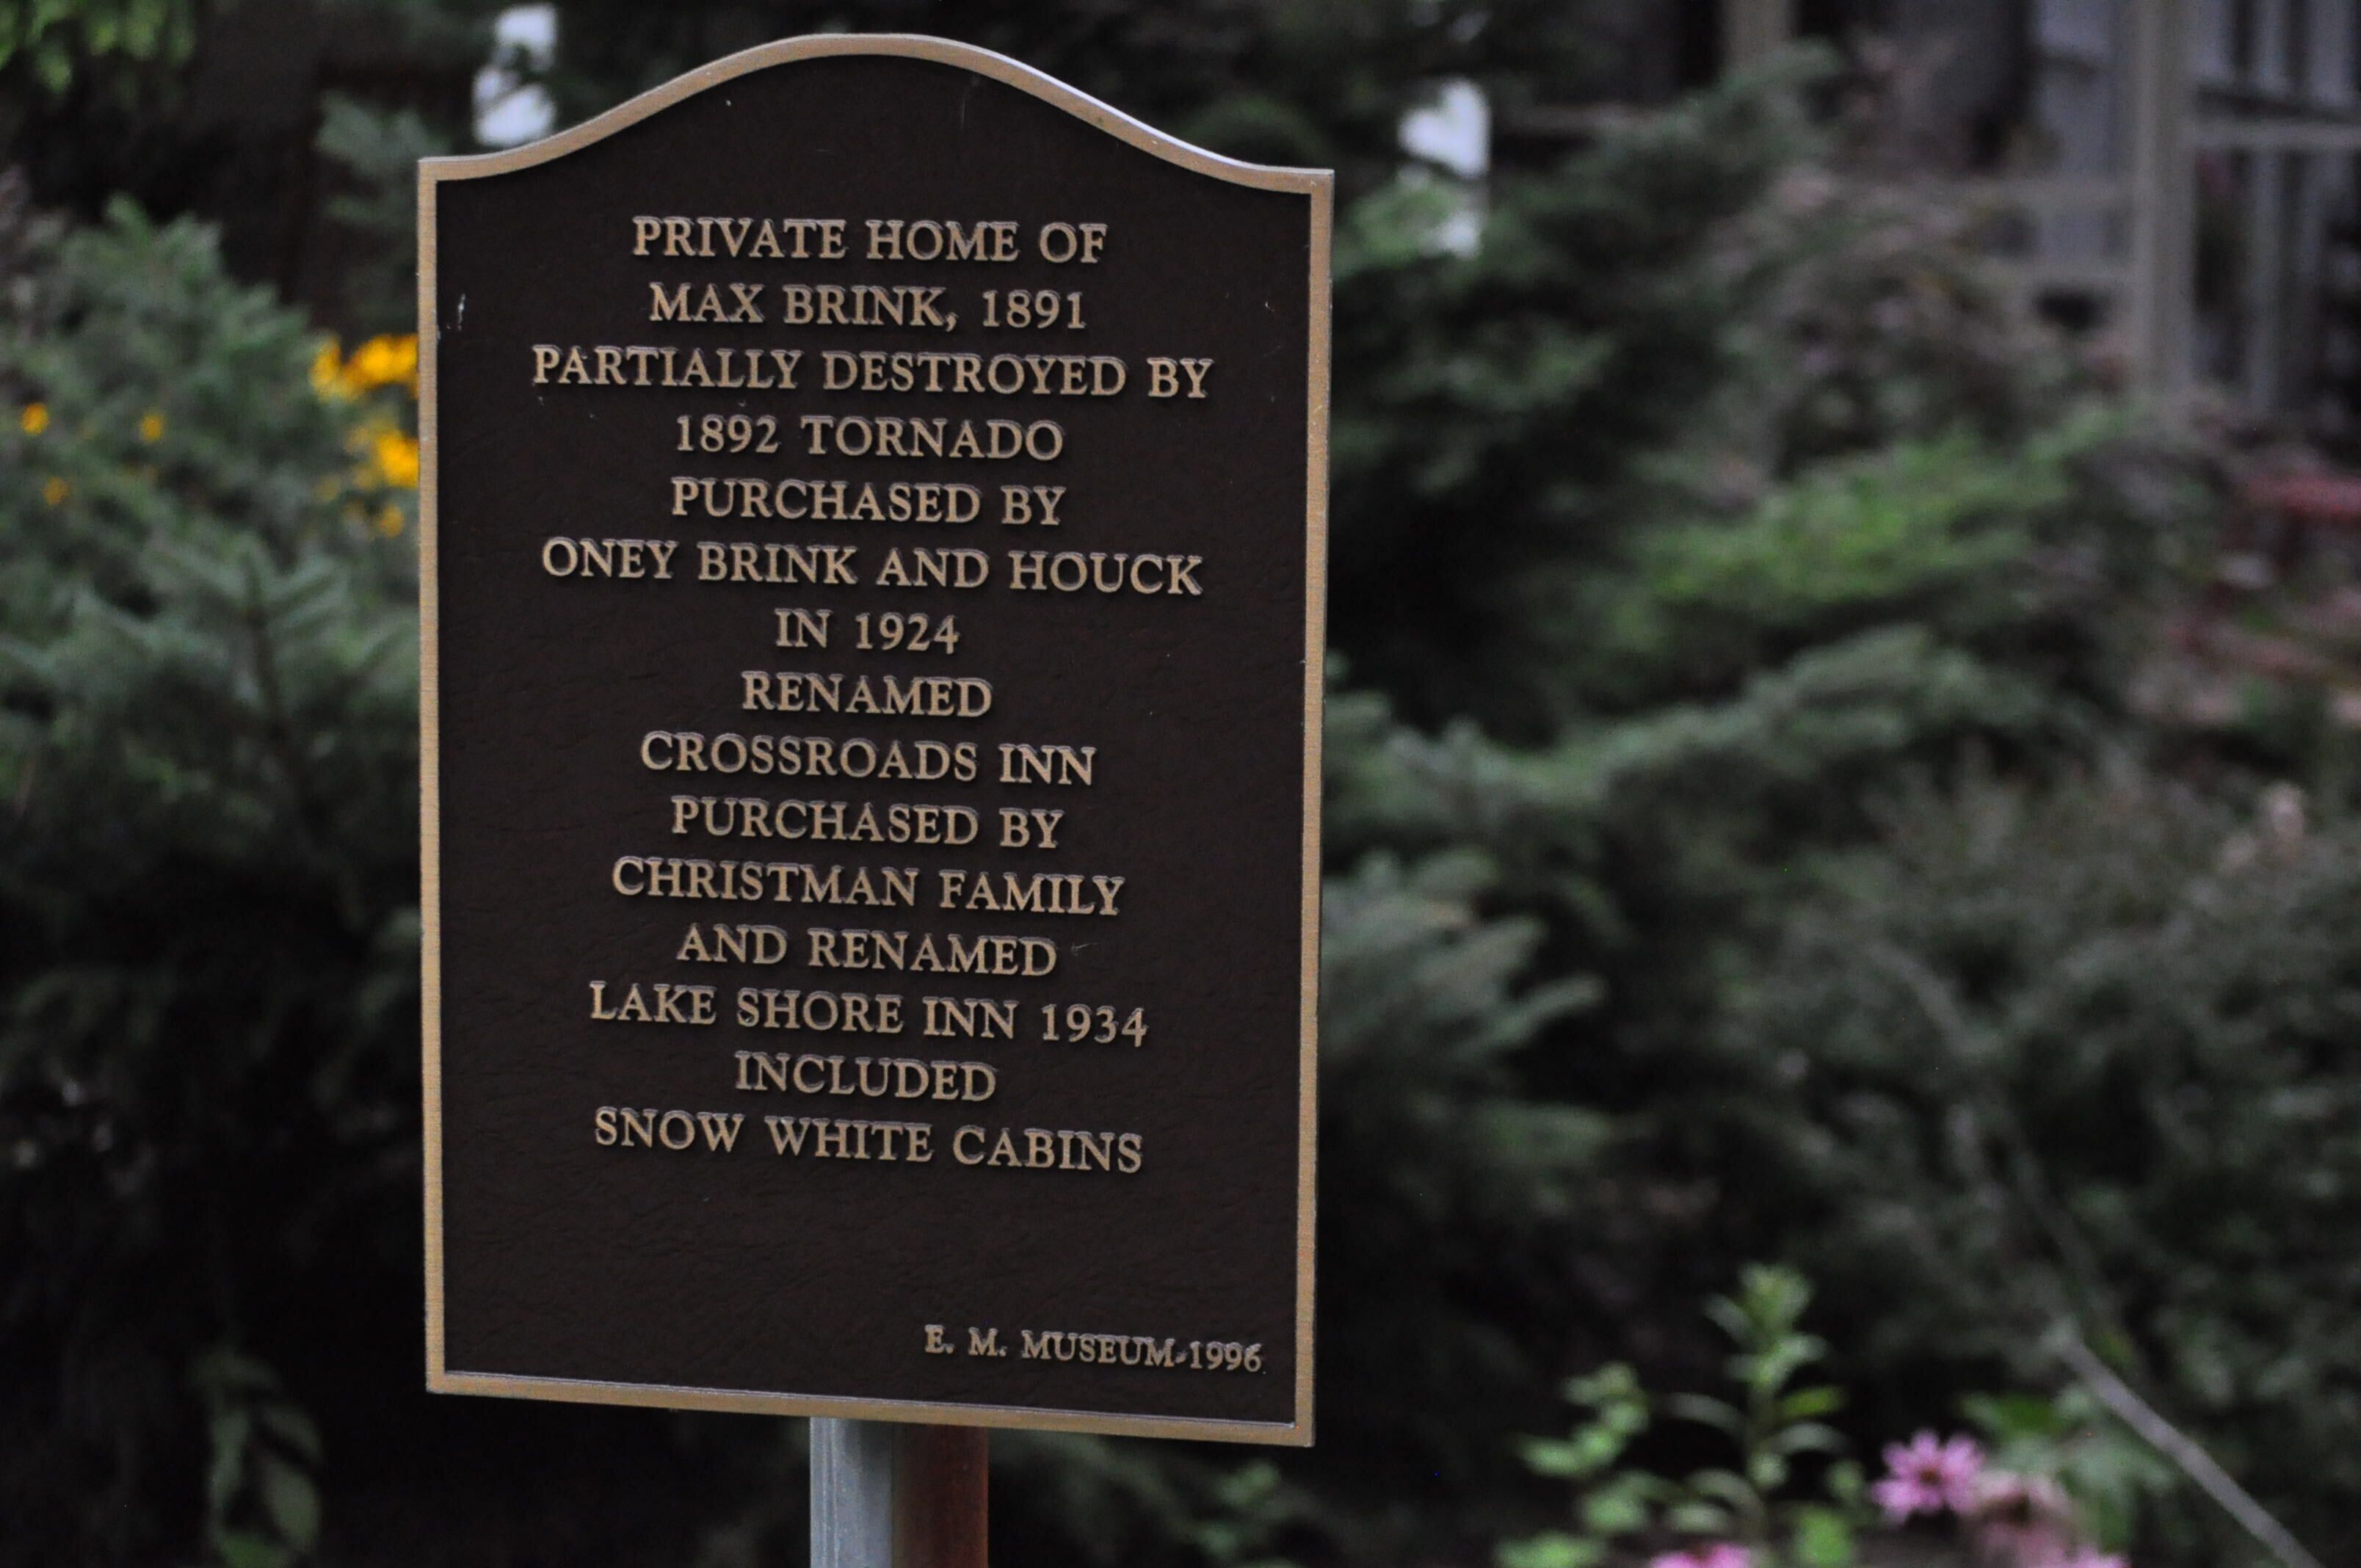 PRIVATE HOME OF
MAX BRINK, 1891
PARTIALLY DESTROYED BY
1892 TORNADO
PURCHASED BY
ONEY BRINK AND HOUCK
IN 1924
RENAMED
CROSSROADS INN
PURCHASED BY
CHRISTMAN FAMILY
AND RENAMED
LAKE SHORE INN 1934
INCLUDED
SNOW WHITE CABINS
E. M. MUSEUM-1996